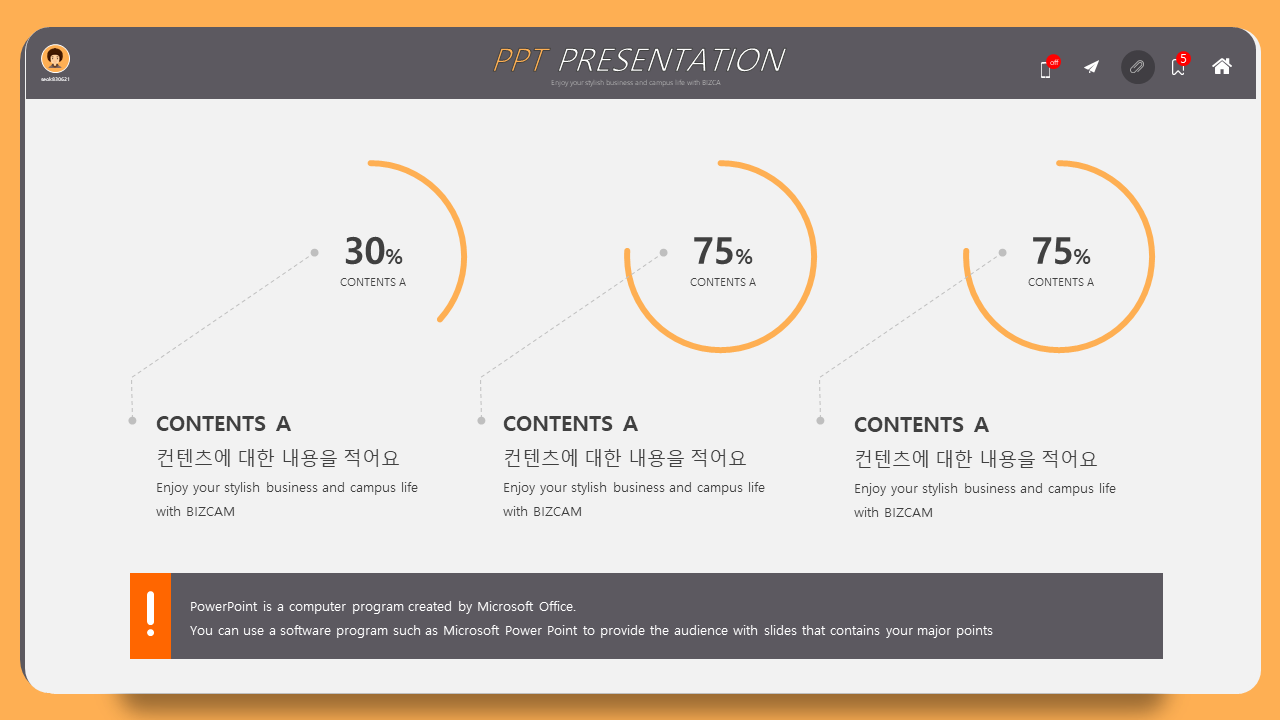 seok830621
PPT PRESENTATION
Enjoy your stylish business and campus life with BIZCA
off
5
30%
CONTENTS A
75%
CONTENTS A
75%
CONTENTS A
CONTENTS A
컨텐츠에 대한 내용을 적어요
Enjoy your stylish business and campus life
with BIZCAM
CONTENTS A
컨텐츠에 대한 내용을 적어요
Enjoy your stylish business and campus life
with BIZCAM
CONTENTS A
컨텐츠에 대한 내용을 적어요
Enjoy your stylish business and campus life
with BIZCAM
PowerPoint is a computer program created by Microsoft Office.
You can use a software program such as Microsoft Power Point to provide the audience with slides that contains your major points